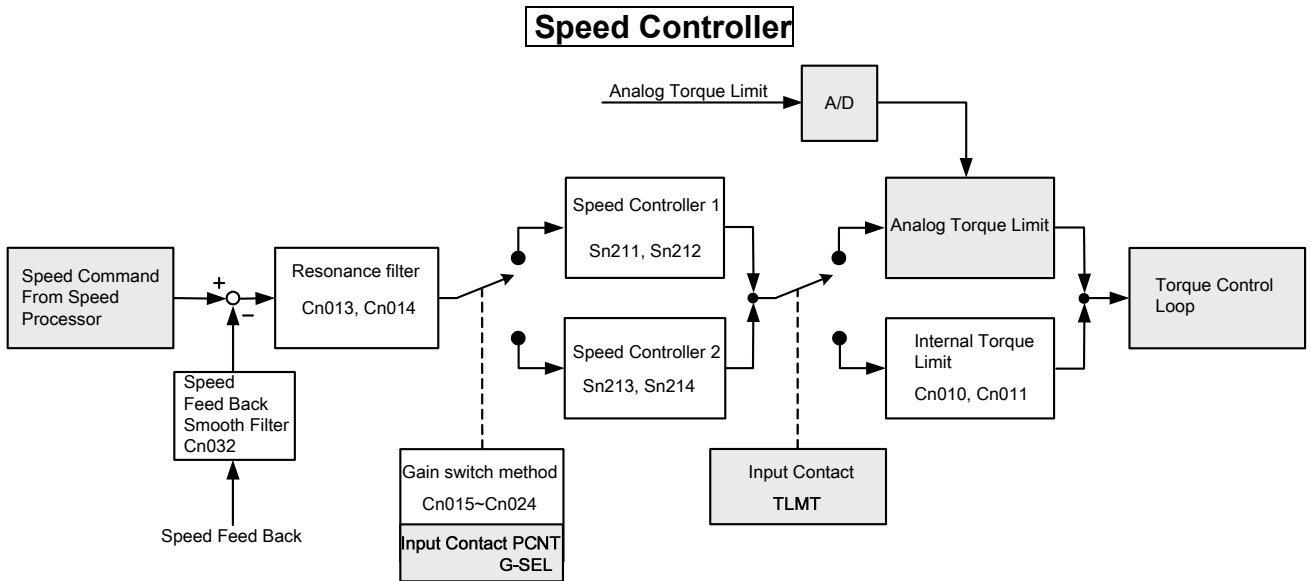 Speed Controller
Analog Torque Limit
A/D
Speed Command
From Speed
Processor
+
−
Resonance filter
Cn013, Cn014
Speed Controller 1
Sn211, Sn212
Analog Torque Limit
Torque Control
Loop
Speed
Feed Back
Smooth Filter
Cn032
Speed Controller 2
Sn213, Sn214
Internal Torque
Limit
Cn010, Cn011
Gain switch method
Cn015~Cn024
Input Contact PCNT
G-SEL
Input Contact
TLMT
Speed Feed Back